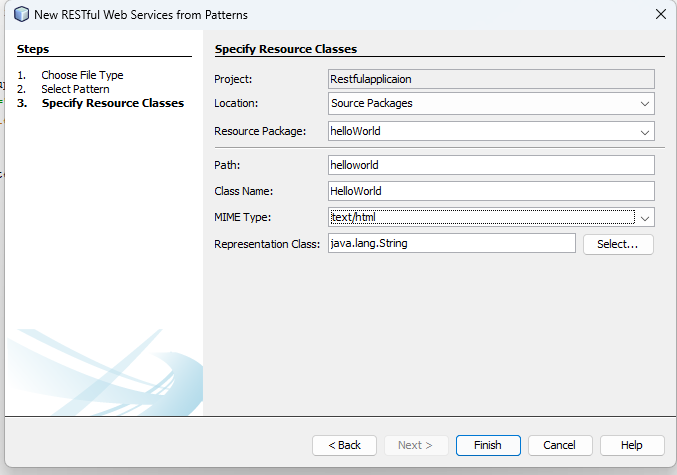 New RESTful Web Services from Patterns
Steps
1. Choose File Type
2. Select Pattern
3. Specify Resource Classes
Specify Resource Classes
Project: Restfulapplicaion
Location: Source Packages
Resource Package: helloWorld
Path: helloworld
Class Name: HelloWorld
MIME Type: text/html
Representation Class: java.lang.String Select...
< Back Next > Finish Cancel Help